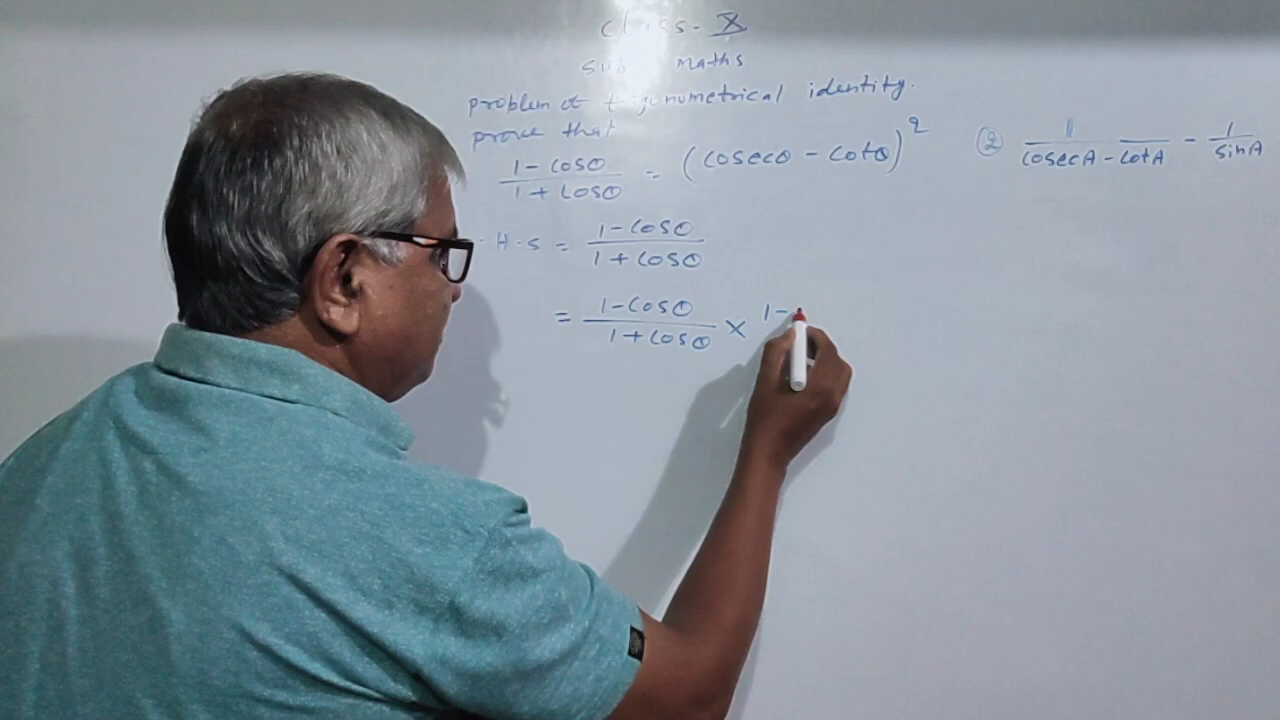 Class - X
Sub Maths
problem of trigonometrical identity.
prove that
1 - cosθ / 1 + cosθ = (cosecθ - cotθ)²
② 1 / cosecA - cotA - 1 / sinA
. H . S = 1 - cosθ / 1 + cosθ
= 1 - cosθ / 1 + cosθ × 1 -